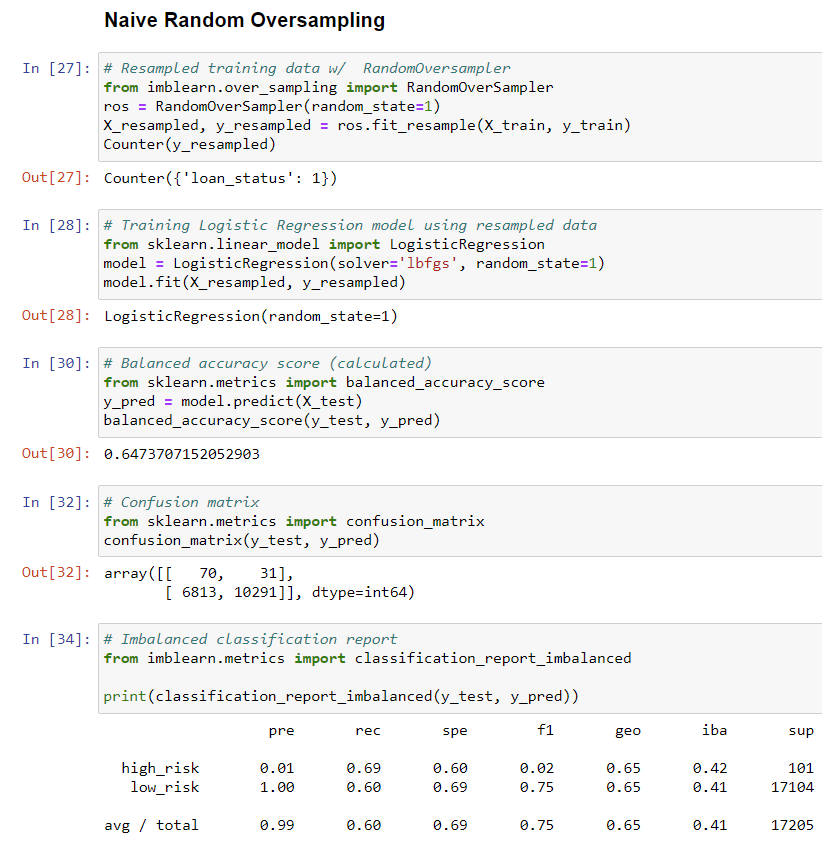 Naive Random Oversampling
In [27]: # Resampled training data w/  RandomOversampler
from imblearn.over_sampling import RandomOverSampler
ros = RandomOverSampler(random_state=1)
X_resampled, y_resampled = ros.fit_resample(X_train, y_train)
Counter(y_resampled)
Out[27]: Counter({'loan_status': 1})
In [28]: # Training Logistic Regression model using resampled data
from sklearn.linear_model import LogisticRegression
model = LogisticRegression(solver='lbfgs', random_state=1)
model.fit(X_resampled, y_resampled)
Out[28]: LogisticRegression(random_state=1)
In [30]: # Balanced accuracy score (calculated)
from sklearn.metrics import balanced_accuracy_score
y_pred = model.predict(X_test)
balanced_accuracy_score(y_test, y_pred)
Out[30]: 0.6473707152052903
In [32]: # Confusion matrix
from sklearn.metrics import confusion_matrix
confusion_matrix(y_test, y_pred)
Out[32]: array([[   70,    31],
       [ 6813, 10291]], dtype=int64)
In [34]: # Imbalanced classification report
from imblearn.metrics import classification_report_imbalanced
print(classification_report_imbalanced(y_test, y_pred))
pre rec spe f1 geo iba sup
high_risk 0.01 0.69 0.60 0.02 0.65 0.42 101
low_risk 1.00 0.60 0.69 0.75 0.65 0.41 17104
avg / total 0.99 0.60 0.69 0.75 0.65 0.41 17205